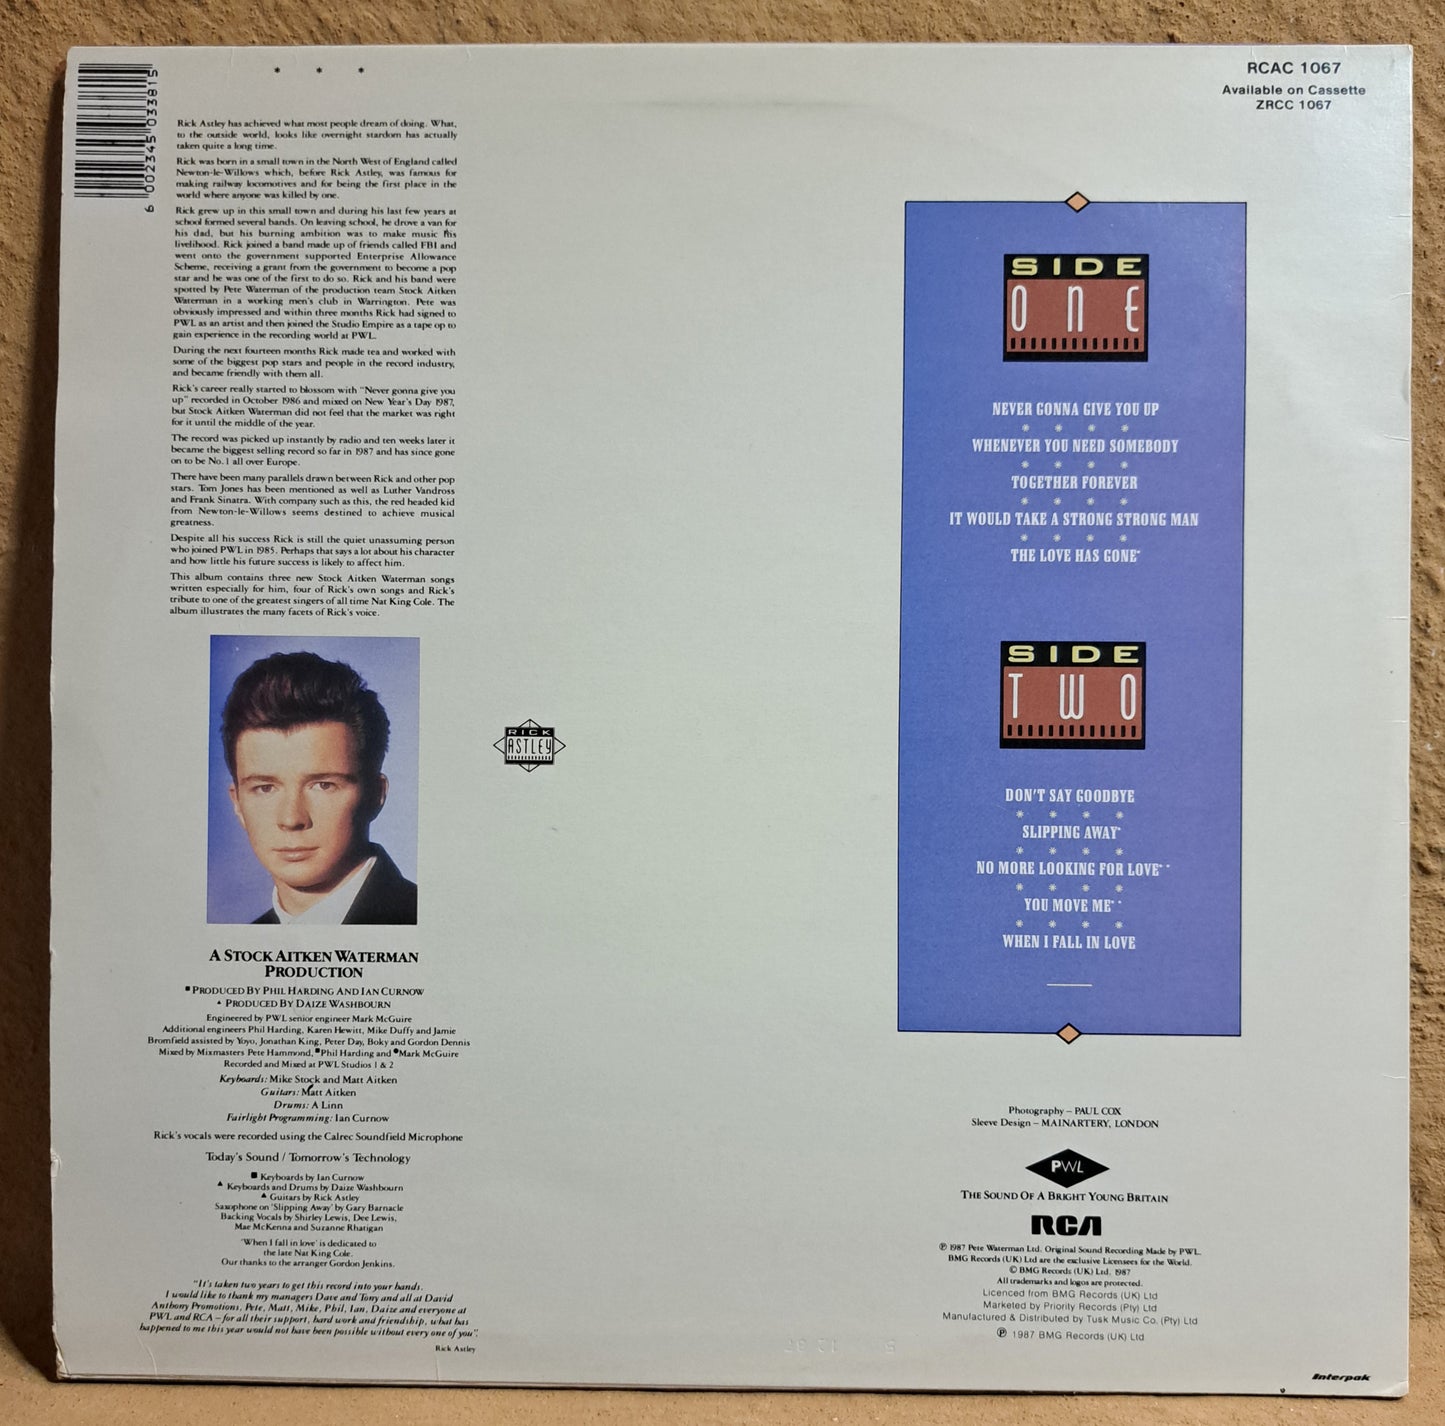 * * *
6 002345 033815
Rick Astley has achieved what most people dream of doing. What,
to the outside world, looks like overnight stardom has actually
taken quite a long time.
Rick was born in a small town in the North West of England called
Newton-le-Willows which, before Rick Astley, was famous for
making railway locomotives and for being the first place in the
world where anyone was killed by one.
Rick grew up in this small town and during his last few years at
school formed several bands. On leaving school, he drove a van for
his dad, but his burning ambition was to make music his
livelihood. Rick joined a band made up of friends called FBI and
went onto the government supported Enterprise Allowance
Scheme, receiving a grant from the government to become a pop
star and he was one of the first to do so. Rick and his band were
spotted by Pete Waterman of the production team Stock Aitken
Waterman in a working men's club in Warrington. Pete was
obviously impressed and within three months Rick had signed to
PWL as an artist and then joined the Studio Empire as a tape op to
gain experience in the recording world at PWL.
During the next fourteen months Rick made tea and worked with
some of the biggest pop stars and people in the record industry,
and became friendly with them all.
Rick's career really started to blossom with "Never gonna give you
up" recorded in October 1986 and mixed on New Year's Day 1987,
but Stock Aitken Waterman did not feel that the market was right
for it until the middle of the year.
The record was picked up instantly by radio and ten weeks later it
became the biggest selling record so far in 1987 and has since gone
on to be No. 1 all over Europe.
There have been many parallels drawn between Rick and other pop
stars. Tom Jones has been mentioned as well as Luther Vandross
and Frank Sinatra. With company such as this, the red headed kid
from Newton-le-Willows seems destined to achieve musical
greatness.
Despite all his success Rick is still the quiet unassuming person
who joined PWL in 1985. Perhaps that says a lot about his character
and how little his future success is likely to affect him.
This album contains three new Stock Aitken Waterman songs
written especially for him, four of Rick's own songs and Rick's
tribute to one of the greatest singers of all time Nat King Cole. The
album illustrates the many facets of Rick's voice.
A STOCK AITKEN WATERMAN
PRODUCTION
■ PRODUCED BY PHIL HARDING AND IAN CURNOW
▲ PRODUCED BY DAIZE WASHBOURN
Engineered by PWL senior engineer Mark McGuire
Additional engineers Phil Harding, Karen Hewitt, Mike Duffy and Jamie
Bromfield assisted by Yoyo, Jonathan King, Peter Day, Boky and Gordon Dennis
Mixed by Mixmasters Pete Hammond, ■Phil Harding and ●Mark McGuire
Recorded and Mixed at PWL Studios 1 & 2
Keyboards: Mike Stock and Matt Aitken
Guitars: Matt Aitken
Drums: A Linn
Fairlight Programming: Ian Curnow
Rick's vocals were recorded using the Calrec Soundfield Microphone
Today's Sound / Tomorrow's Technology
■ Keyboards by Ian Curnow
▲ Keyboards and Drums by Daize Washbourn
▲ Guitars by Rick Astley
Saxophone on 'Slipping Away' by Gary Barnacle
Backing Vocals by Shirley Lewis, Dee Lewis,
Mae McKenna and Suzanne Rhatigan
'When I fall in love' is dedicated to
the late Nat King Cole.
Our thanks to the arranger Gordon Jenkins.
"It's taken two years to get this record into your hands.
I would like to thank my managers Dave and Tony and all at David
Anthony Promotions, Pete, Matt, Mike, Phil, Ian, Daize and everyone at
PWL and RCA – for all their support, hard work and friendship, what has
happened to me this year would not have been possible without every one of you".
Rick Astley
RICK
ASTLEY
RCAC 1067
Available on Cassette
ZRCC 1067
SIDE
ONE
NEVER GONNA GIVE YOU UP
WHENEVER YOU NEED SOMEBODY
TOGETHER FOREVER
IT WOULD TAKE A STRONG STRONG MAN
THE LOVE HAS GONE*
SIDE
TWO
DON'T SAY GOODBYE
SLIPPING AWAY*
NO MORE LOOKING FOR LOVE**
YOU MOVE ME**
WHEN I FALL IN LOVE
Photography – PAUL COX
Sleeve Design – MAINARTERY, LONDON
PWL
THE SOUND OF A BRIGHT YOUNG BRITAIN
RCA
℗ 1987 Pete Waterman Ltd. Original Sound Recording Made by PWL.
BMG Records (UK) Ltd are the exclusive Licensees for the World.
© BMG Records (UK) Ltd. 1987
All trademarks and logos are protected.
Licenced from BMG Records (UK) Ltd
Marketed by Priority Records (Pty) Ltd
Manufactured & Distributed by Tusk Music Co. (Pty) Ltd
℗ 1987 BMG Records (UK) Ltd
Interpak